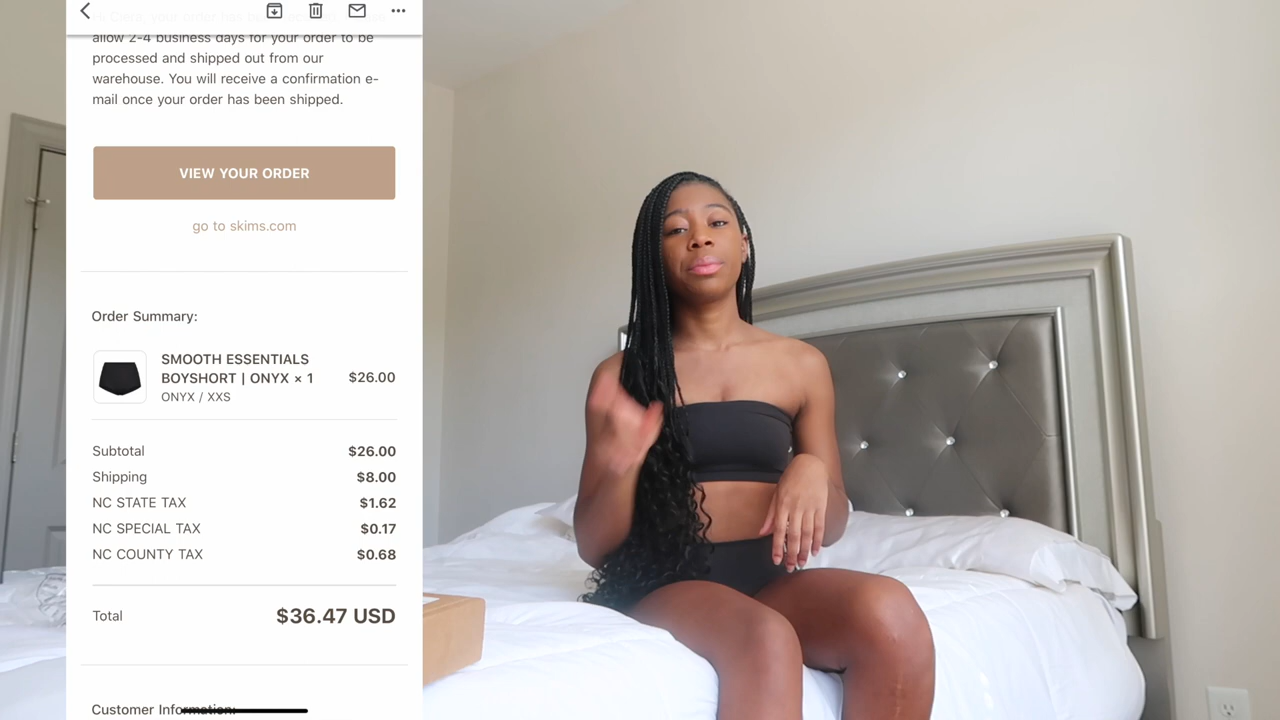 allow 2-4 business days for your order to be
processed and shipped out from our
warehouse. You will receive a confirmation e-
mail once your order has been shipped.
VIEW YOUR ORDER
go to skims.com
Order Summary:
SMOOTH ESSENTIALS
BOYSHORT | ONYX × 1
$26.00
ONYX / XXS
Subtotal $26.00
Shipping $8.00
NC STATE TAX $1.62
NC SPECIAL TAX $0.17
NC COUNTY TAX $0.68
Total $36.47 USD
Customer Information: